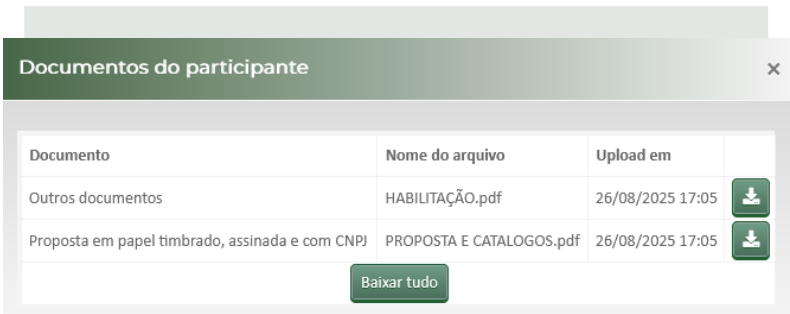 Documentos do participante ×
Documento Nome do arquivo Upload em
Outros documentos HABILITAÇÃO.pdf 26/08/2025 17:05
Proposta em papel timbrado, assinada e com CNPJ PROPOSTA E CATALOGOS.pdf 26/08/2025 17:05
Baixar tudo